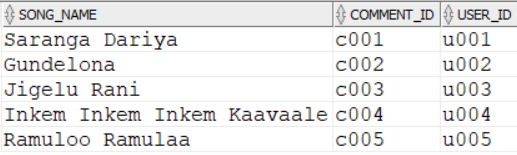 SONG_NAME COMMENT_ID USER_ID
Saranga Dariya c001 u001
Gundelona c002 u002
Jigelu Rani c003 u003
Inkem Inkem Inkem Kaavaale c004 u004
Ramuloo Ramulaa c005 u005